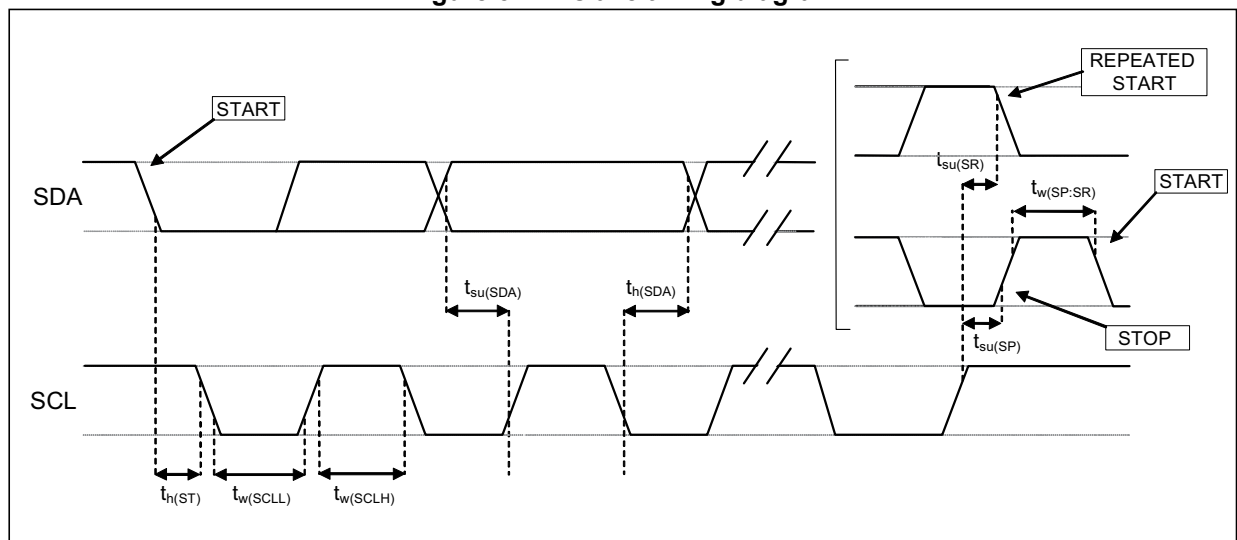 REPEATED
START
START
t_su(SR)
t_w(SP:SR)
START
SDA
t_su(SDA)
t_h(SDA)
t_su(SP)
STOP
SCL
t_h(ST)
t_w(SCLL)
t_w(SCLH)